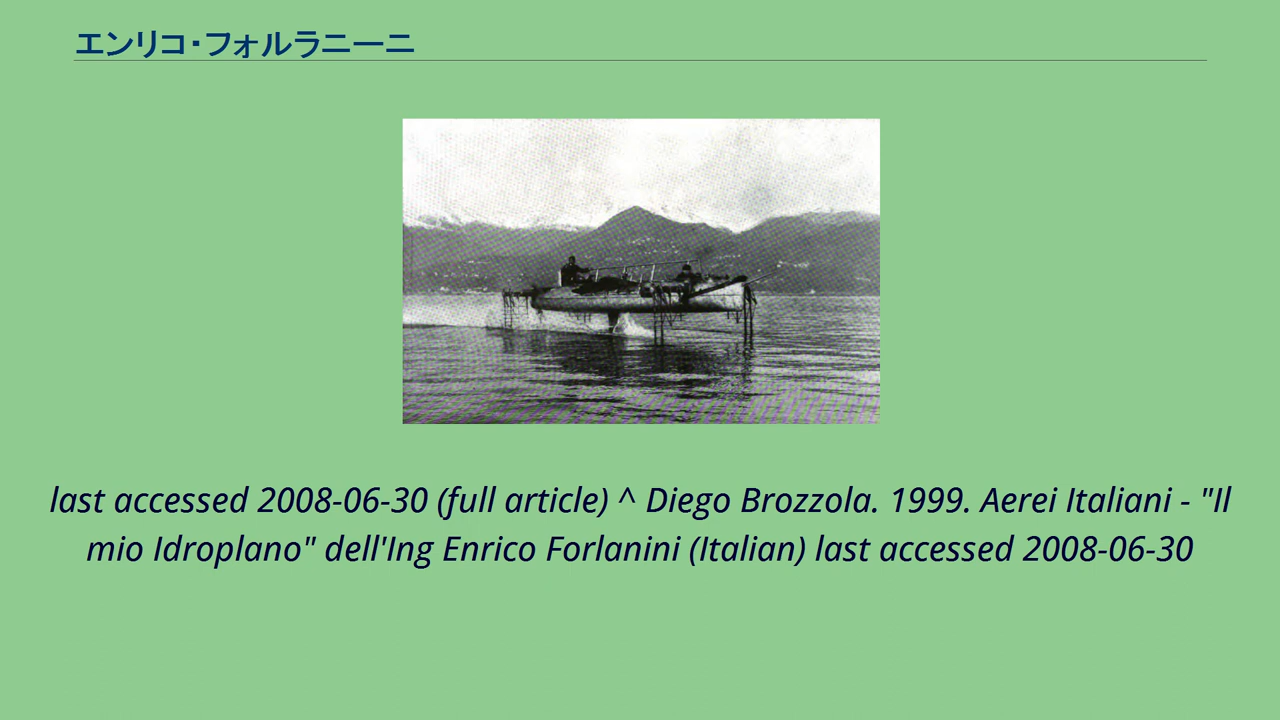 エンリコ・フォルラニーニ
last accessed 2008-06-30 (full article) ^ Diego Brozzola. 1999. Aerei Italiani - "Il
mio Idroplano" dell'Ing Enrico Forlanini (Italian) last accessed 2008-06-30